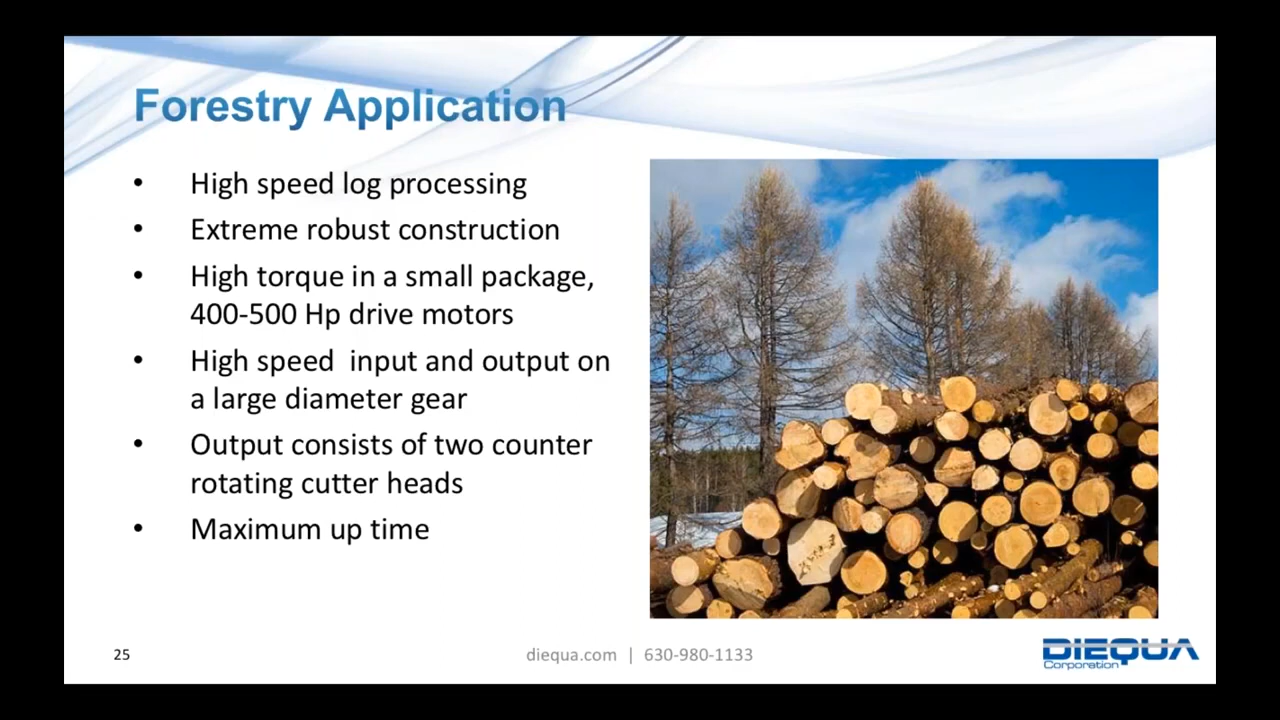 Forestry Application
• High speed log processing
• Extreme robust construction
• High torque in a small package,
400-500 Hp drive motors
• High speed  input and output on
a large diameter gear
• Output consists of two counter
rotating cutter heads
• Maximum up time
25
diequa.com | 630-980-1133
DIEQUA
Corporation